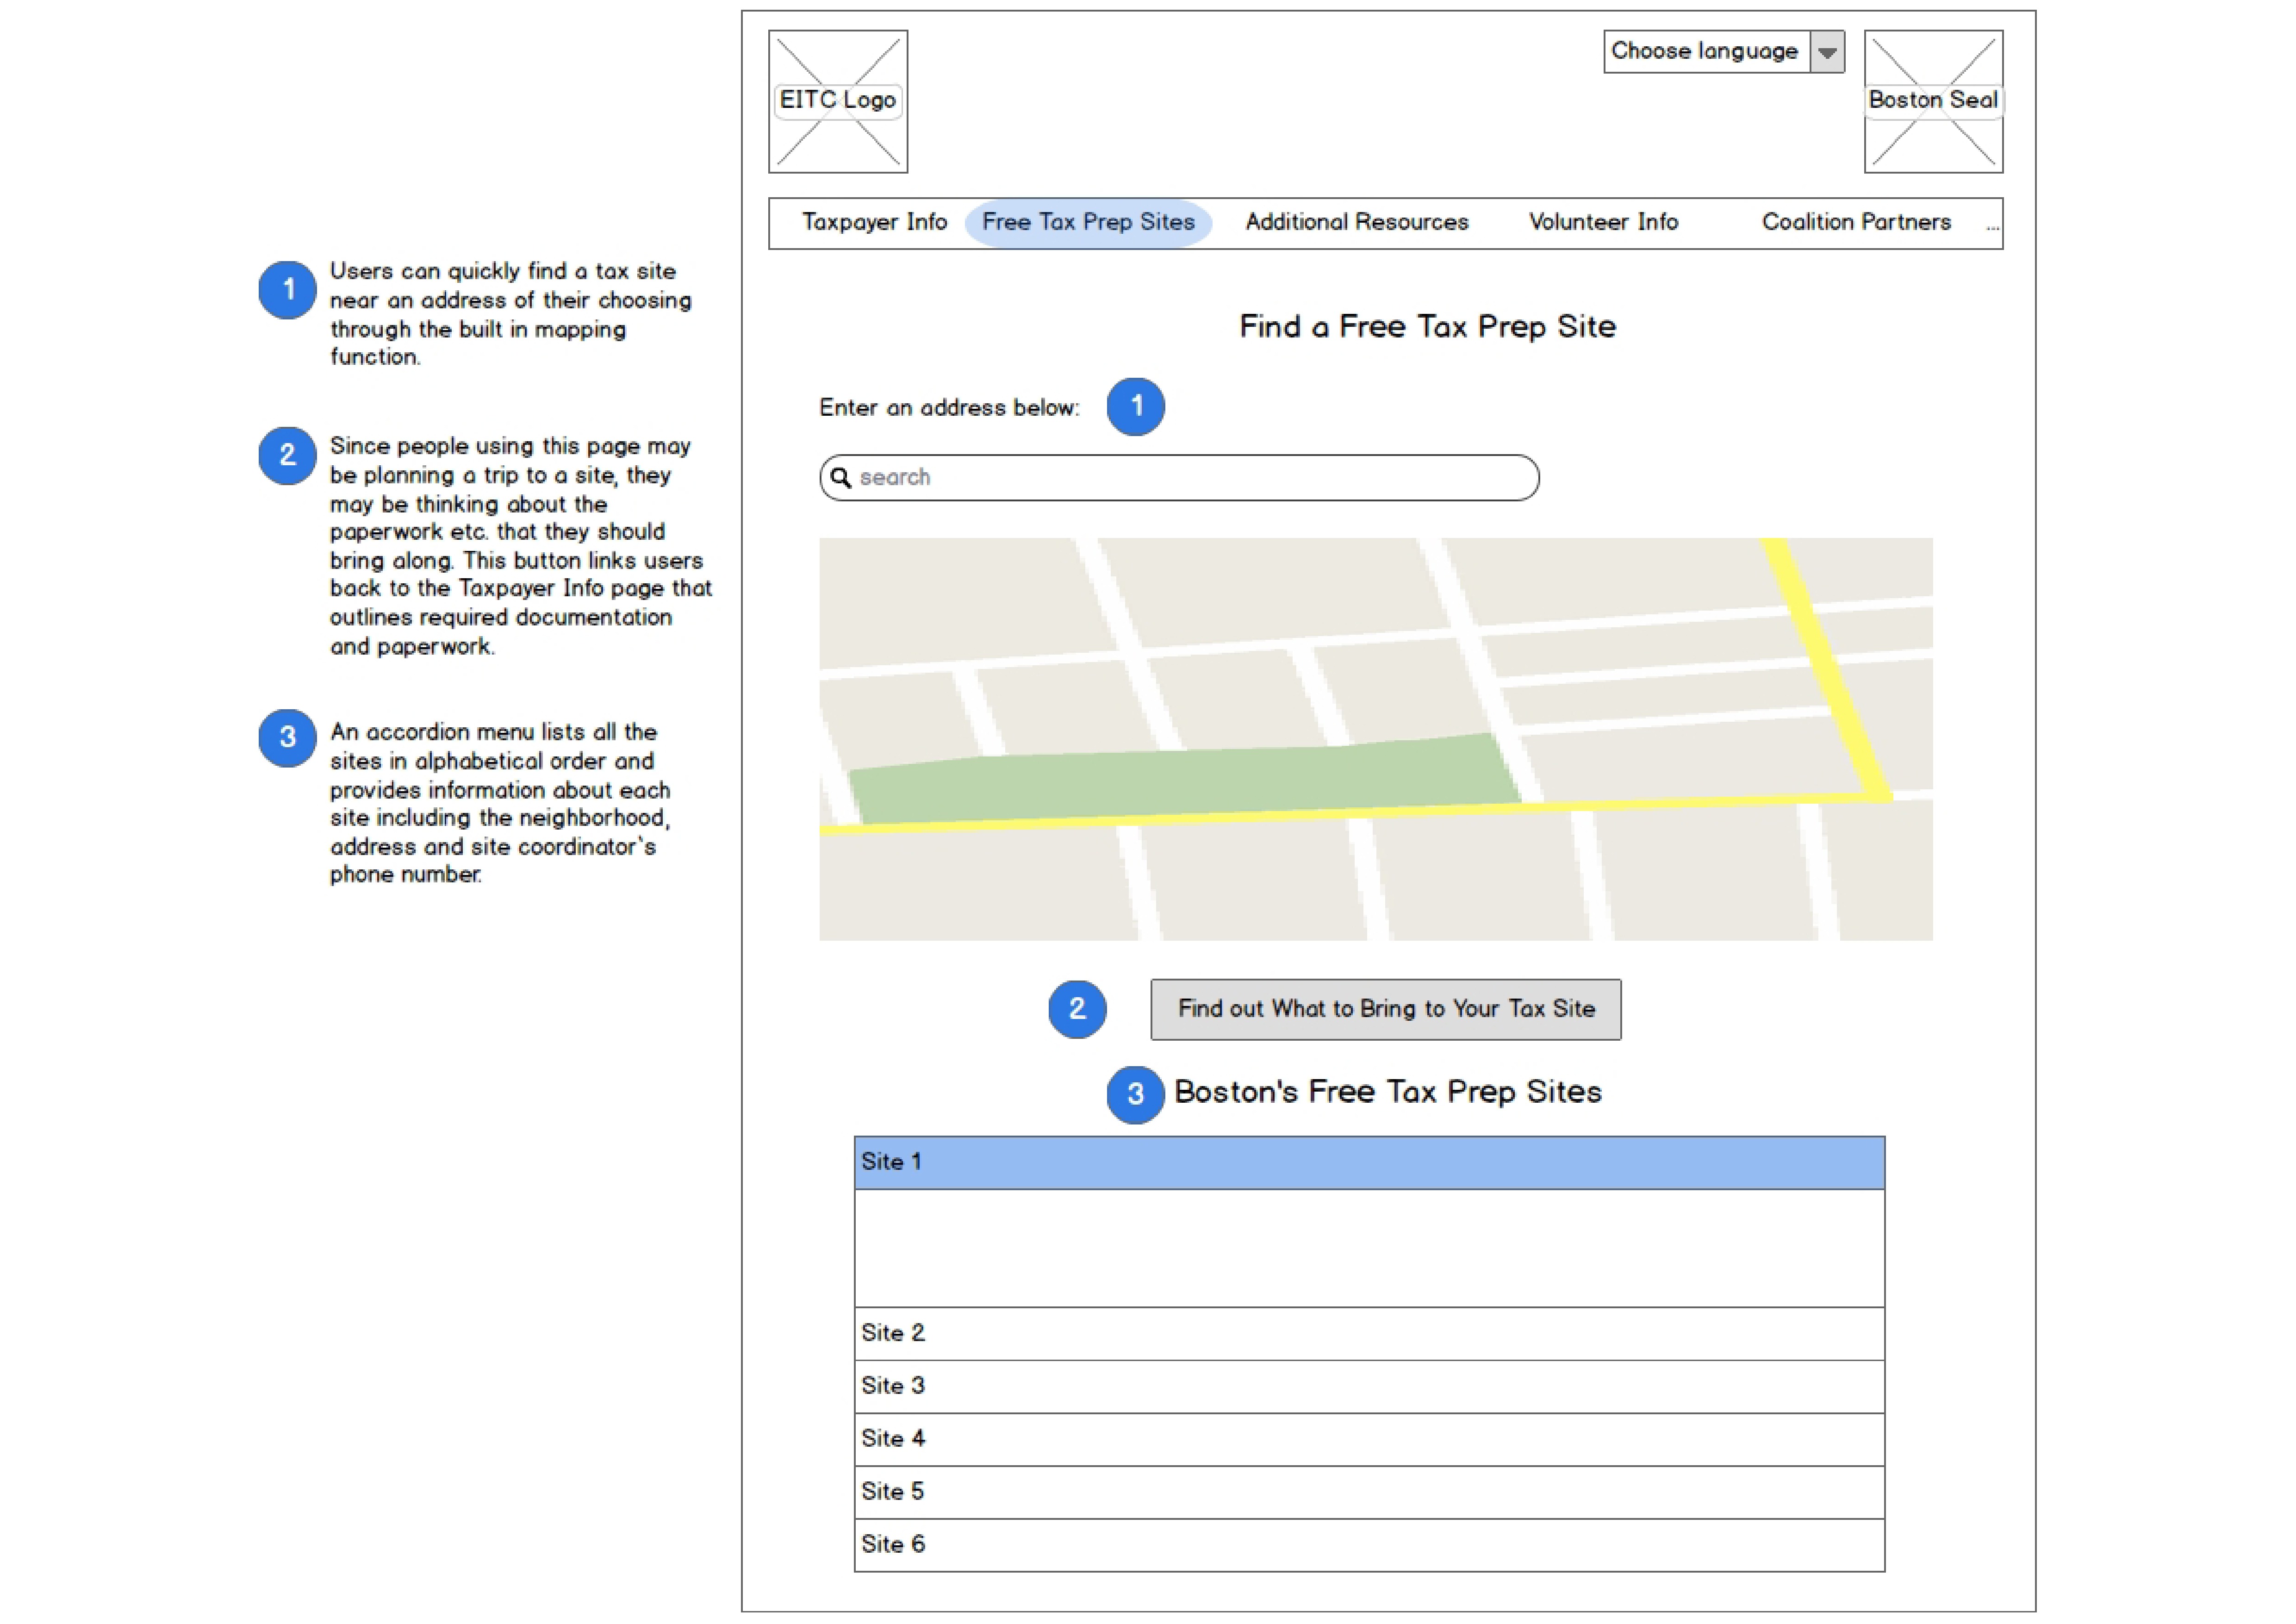 EITC Logo
Choose language
Boston Seal
Taxpayer Info
Free Tax Prep Sites
Additional Resources
Volunteer Info
Coalition Partners
...
1
Users can quickly find a tax site
near an address of their choosing
through the built in mapping
function.
2
Since people using this page may
be planning a trip to a site, they
may be thinking about the
paperwork etc. that they should
bring along. This button links users
back to the Taxpayer Info page that
outlines required documentation
and paperwork.
3
An accordion menu lists all the
sites in alphabetical order and
provides information about each
site including the neighborhood,
address and site coordinator`s
phone number.
Find a Free Tax Prep Site
Enter an address below:
1
search
2
Find out What to Bring to Your Tax Site
3
Boston's Free Tax Prep Sites
Site 1
Site 2
Site 3
Site 4
Site 5
Site 6